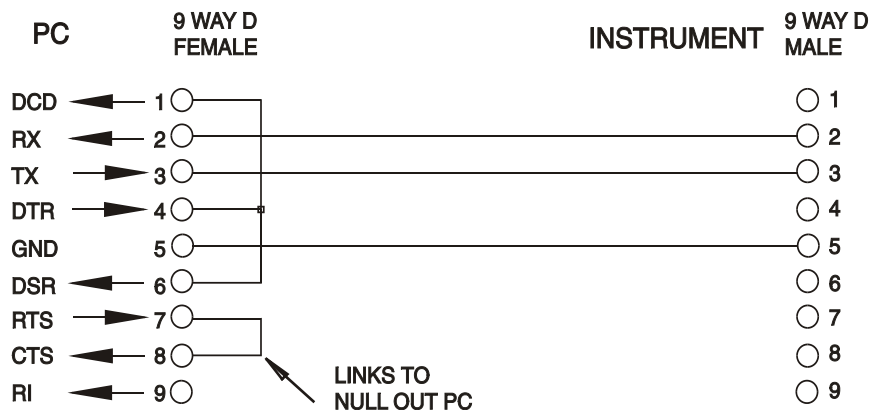 PC
9 WAY D
FEMALE
INSTRUMENT
9 WAY D
MALE
DCD 1 1
RX 2 2
TX 3 3
DTR 4 4
GND 5 5
DSR 6 6
RTS 7 7
CTS 8 8
RI 9 9
LINKS TO
NULL OUT PC